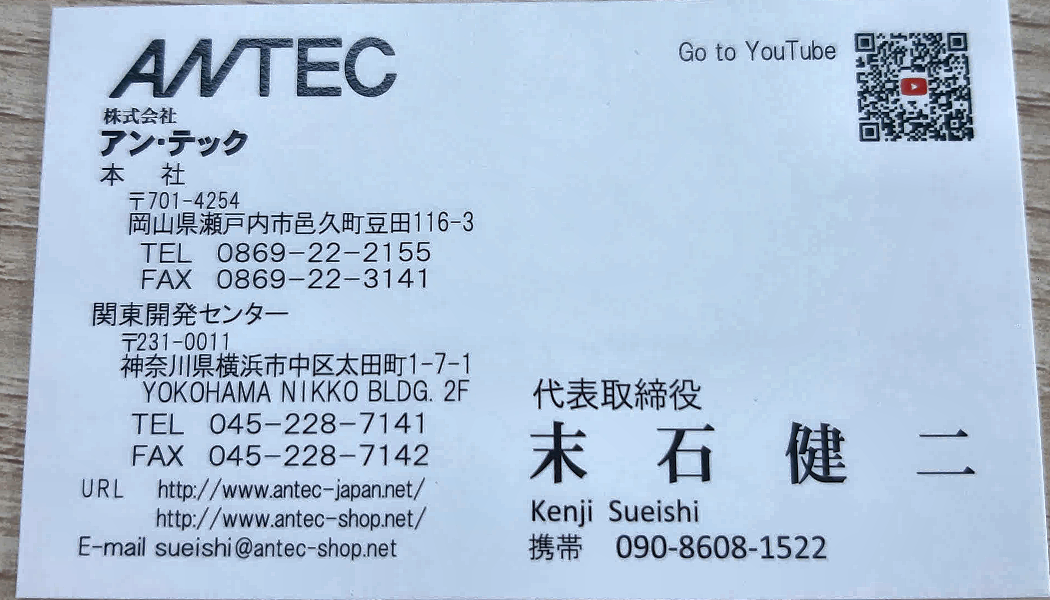 ANTEC
株式会社
アン・テック
本 社
〒701-4254
岡山県瀬戸内市邑久町豆田116-3
TEL 0869-22-2155
FAX 0869-22-3141
関東開発センター
〒231-0011
神奈川県横浜市中区太田町1-7-1
YOKOHAMA NIKKO BLDG. 2F
TEL 045-228-7141
FAX 045-228-7142
URL http://www.antec-japan.net/
http://www.antec-shop.net/
E-mail sueishi@antec-shop.net
Go to YouTube
代表取締役
末 石 健 二
Kenji Sueishi
携帯 090-8608-1522